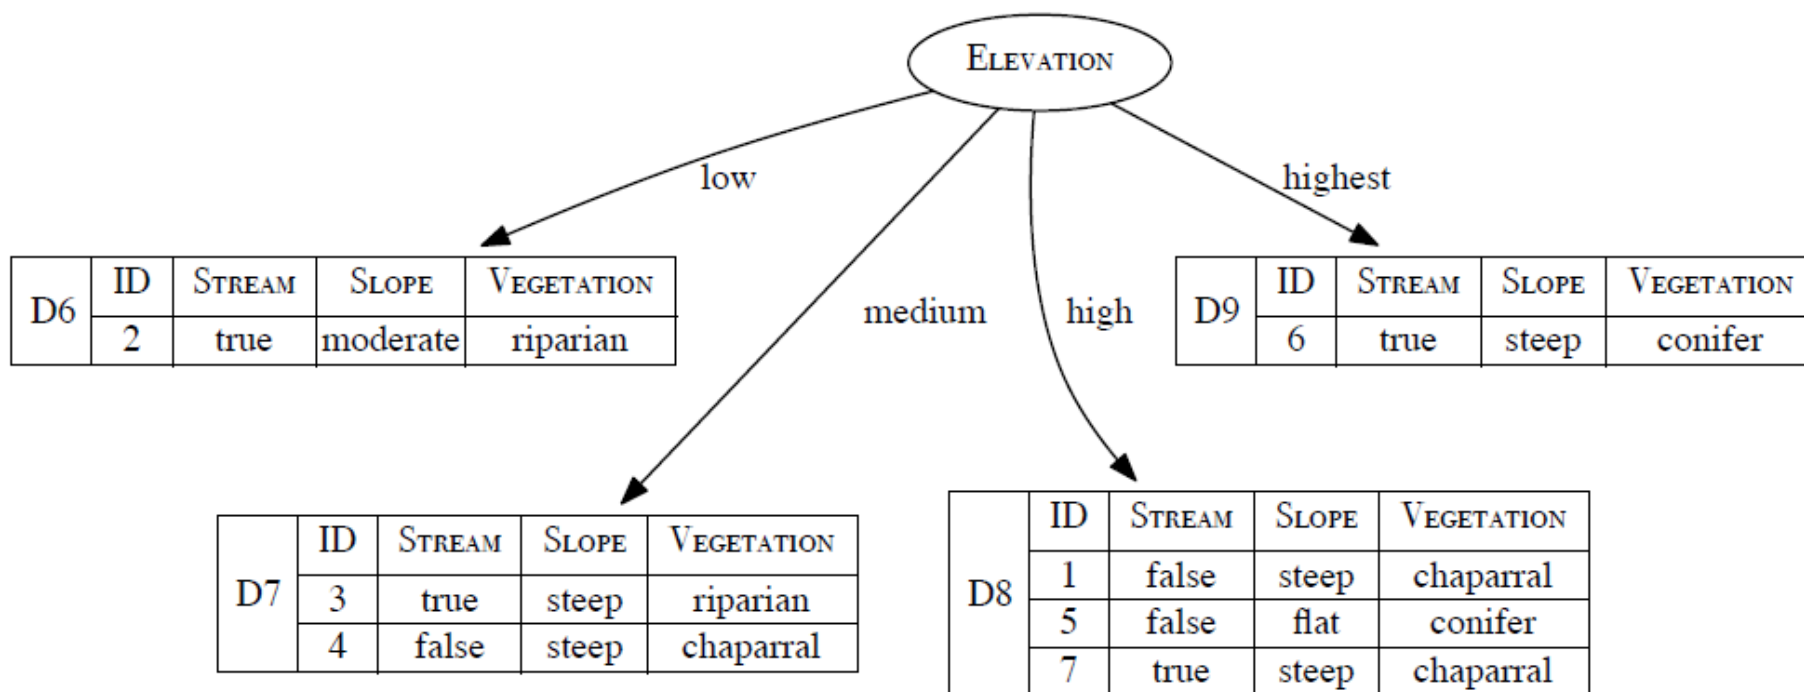 ELEVATION
low
highest
medium
high
D6
ID STREAM SLOPE VEGETATION
2 true moderate riparian
D9
ID STREAM SLOPE VEGETATION
6 true steep conifer
D7
ID STREAM SLOPE VEGETATION
3 true steep riparian
4 false steep chaparral
D8
ID STREAM SLOPE VEGETATION
1 false steep chaparral
5 false flat conifer
7 true steep chaparral